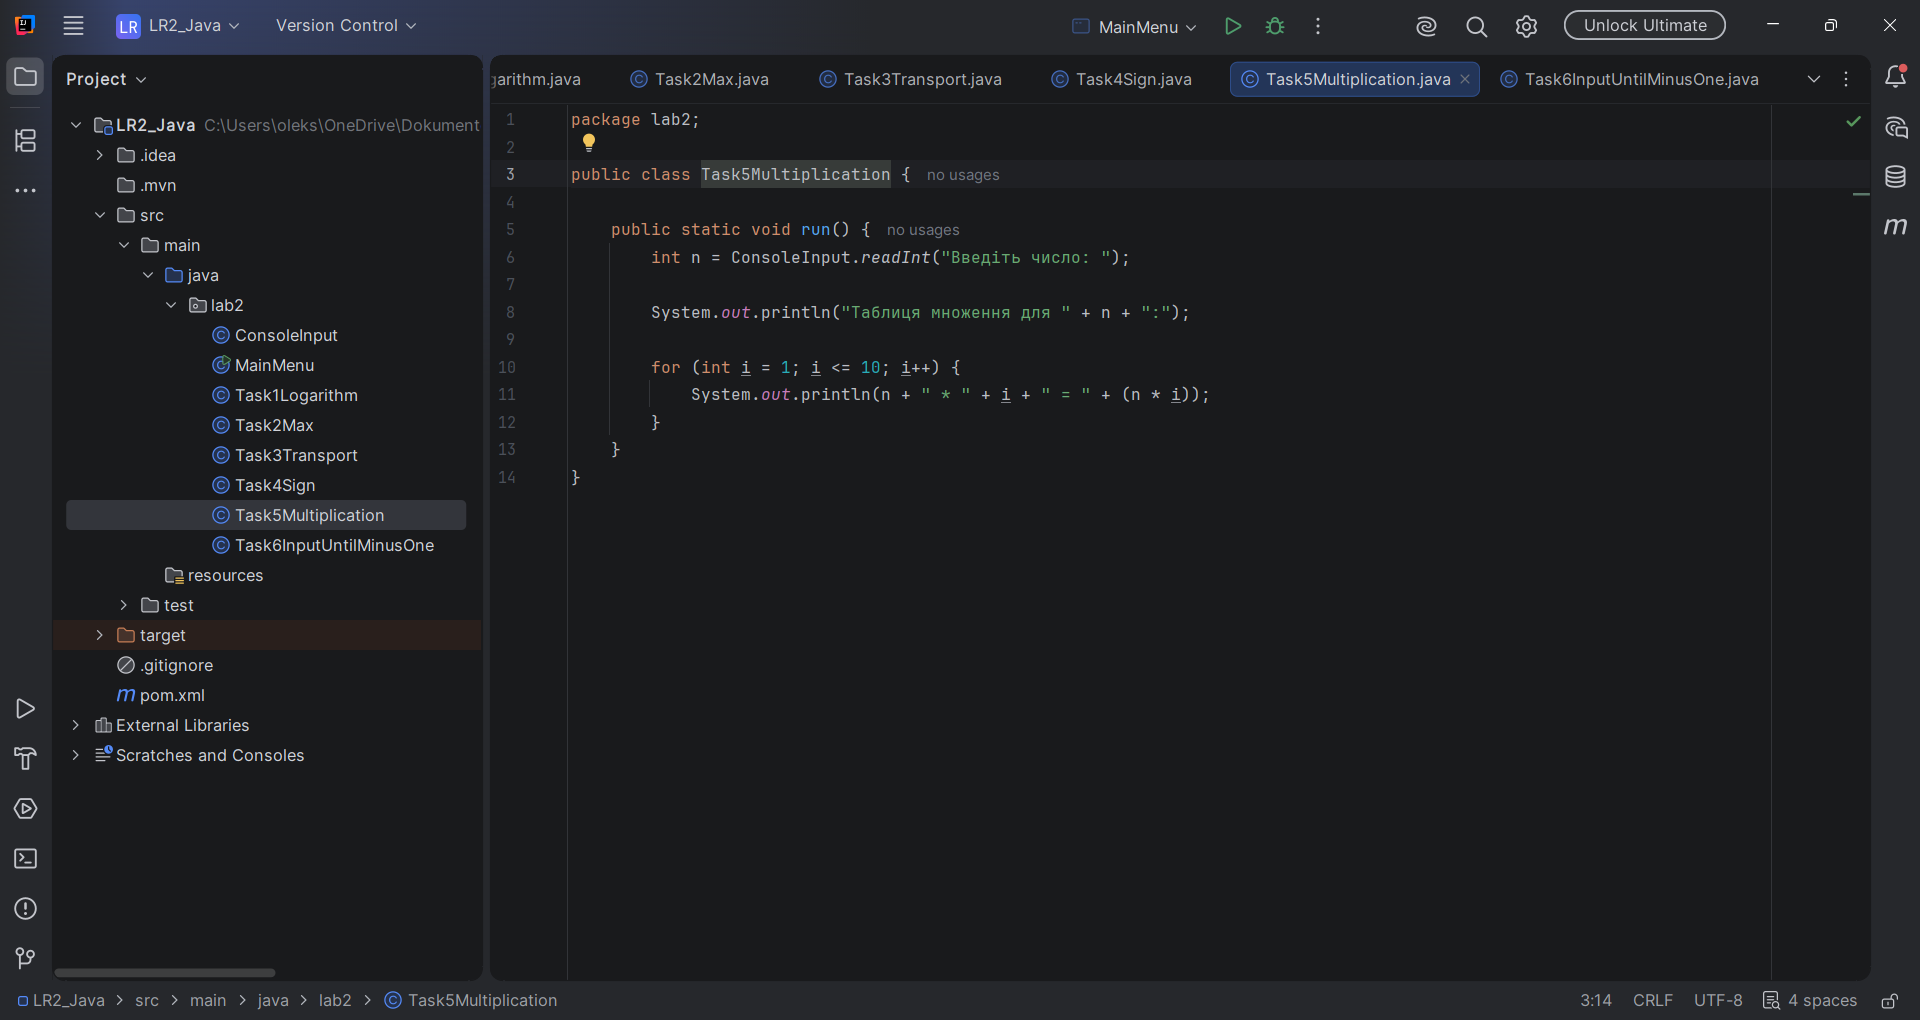 LR LR2_Java Version Control MainMenu Unlock Ultimate
Project
LR2_Java C:\Users\oleks\OneDrive\Dokument
.idea
.mvn
src
main
java
lab2
ConsoleInput
MainMenu
Task1Logarithm
Task2Max
Task3Transport
Task4Sign
Task5Multiplication
Task6InputUntilMinusOne
resources
test
target
.gitignore
pom.xml
External Libraries
Scratches and Consoles
garithm.java Task2Max.java Task3Transport.java Task4Sign.java Task5Multiplication.java Task6InputUntilMinusOne.java
1 package lab2;
2
3 public class Task5Multiplication { no usages
4
5 public static void run() { no usages
6 int n = ConsoleInput.readInt("Введіть число: ");
7
8 System.out.println("Таблиця множення для " + n + ":");
9
10 for (int i = 1; i <= 10; i++) {
11 System.out.println(n + " * " + i + " = " + (n * i));
12 }
13 }
14 }
LR2_Java > src > main > java > lab2 > Task5Multiplication 3:14 CRLF UTF-8 4 spaces